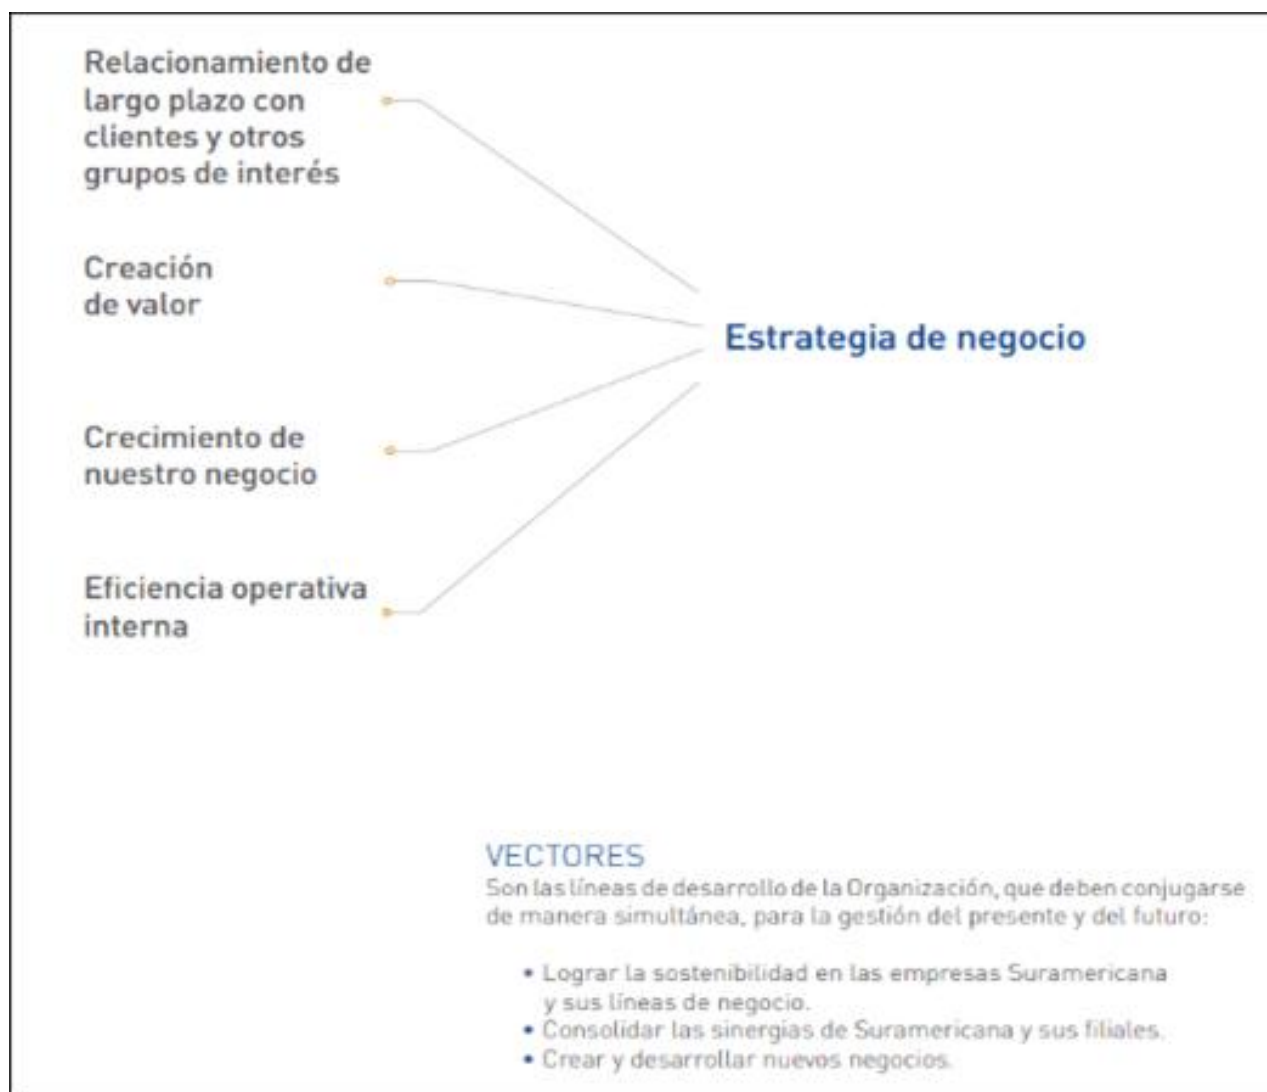 Relacionamiento de
largo plazo con
clientes y otros
grupos de interés
Creación
de valor
Estrategia de negocio
Crecimiento de
nuestro negocio
Eficiencia operativa
interna
VECTORES
Son las líneas de desarrollo de la Organización, que deben conjugarse
de manera simultánea, para la gestión del presente y del futuro:
• Lograr la sostenibilidad en las empresas Suramericana
y sus líneas de negocio.
• Consolidar las sinergias de Suramericana y sus filiales.
• Crear y desarrollar nuevos negocios.